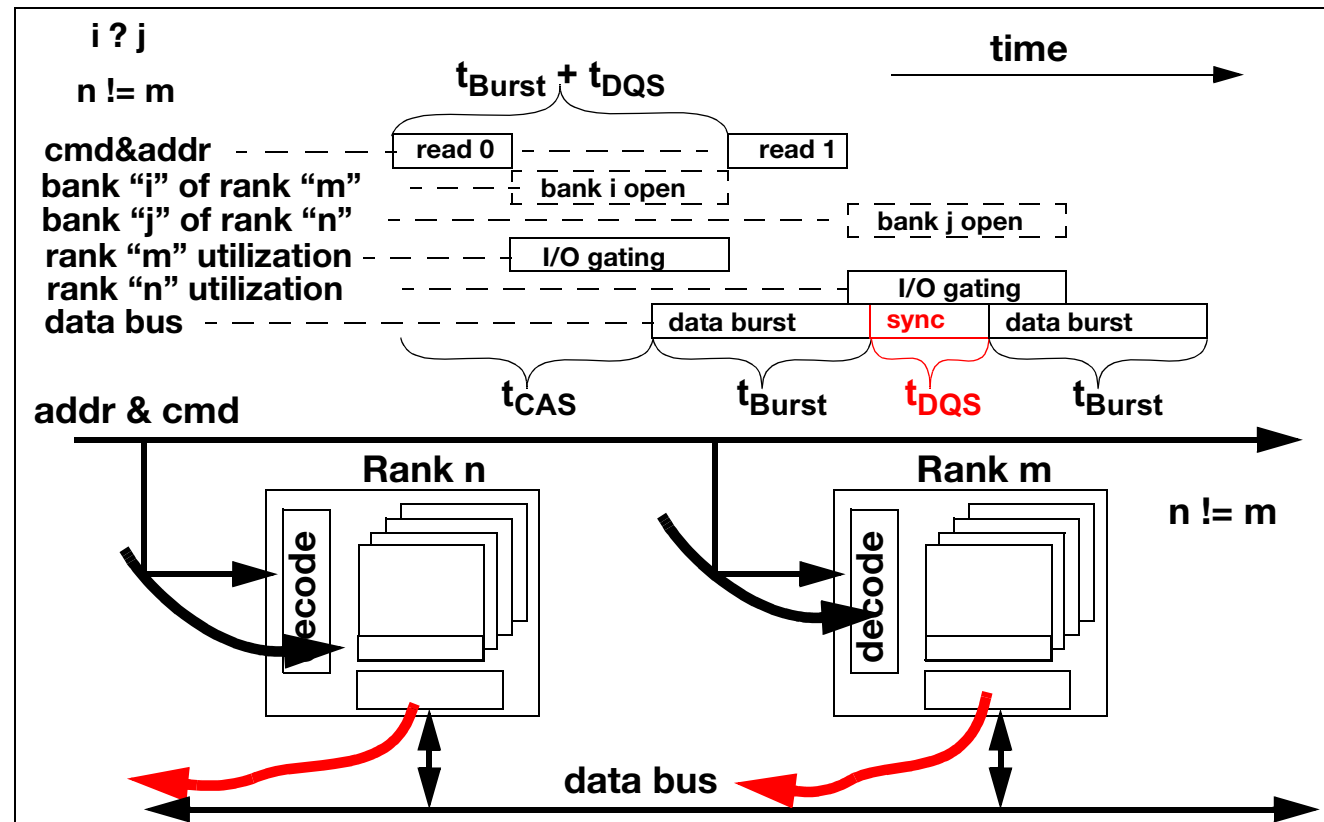 i ? j
time
n != m
tBurst + tDQS
cmd&addr
read 0
read 1
bank “i” of rank “m”
bank i open
bank “j” of rank “n”
bank j open
rank “m” utilization
I/O gating
rank “n” utilization
I/O gating
data bus
data burst
sync
data burst
tCAS
tBurst
tDQS
tBurst
addr & cmd
Rank n
Rank m
n != m
decode
decode
data bus